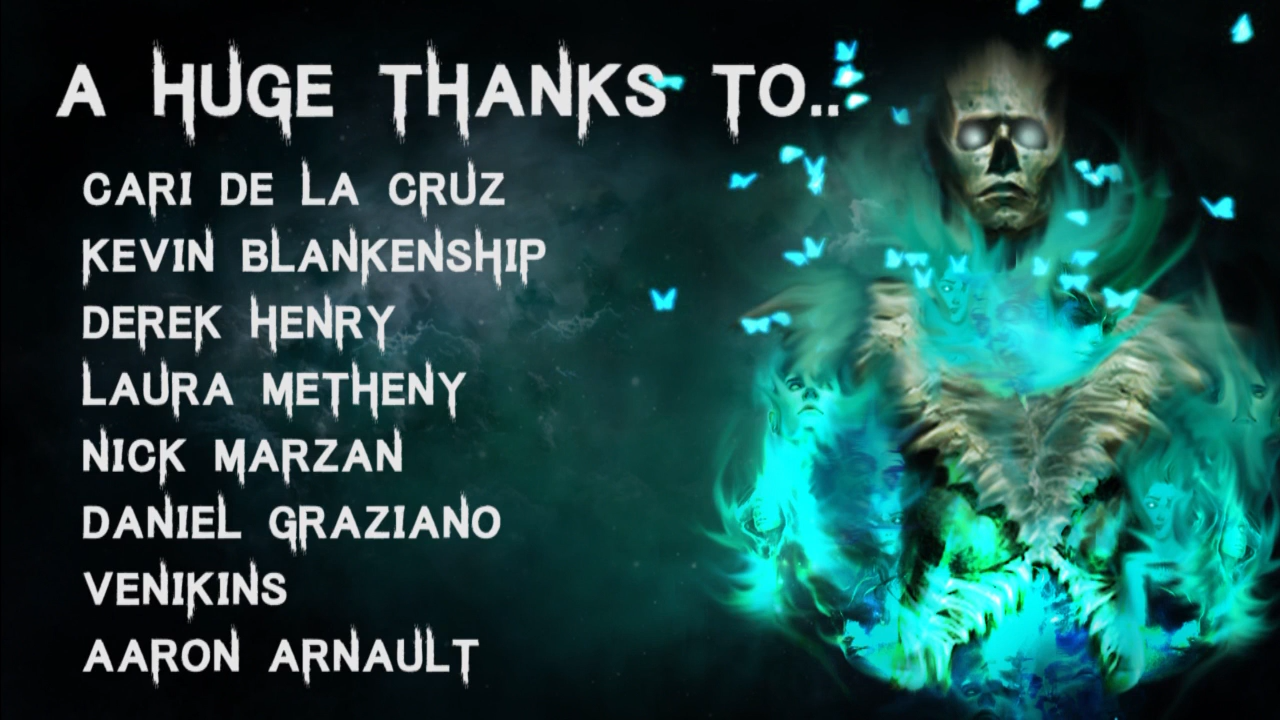 A HUGE THANKS TO..
CARI DE LA CRUZ
KEVIN BLANKENSHIP
DEREK HENRY
LAURA METHENY
NICK MARZAN
DANIEL GRAZIANO
VENIKINS
AARON ARNAULT